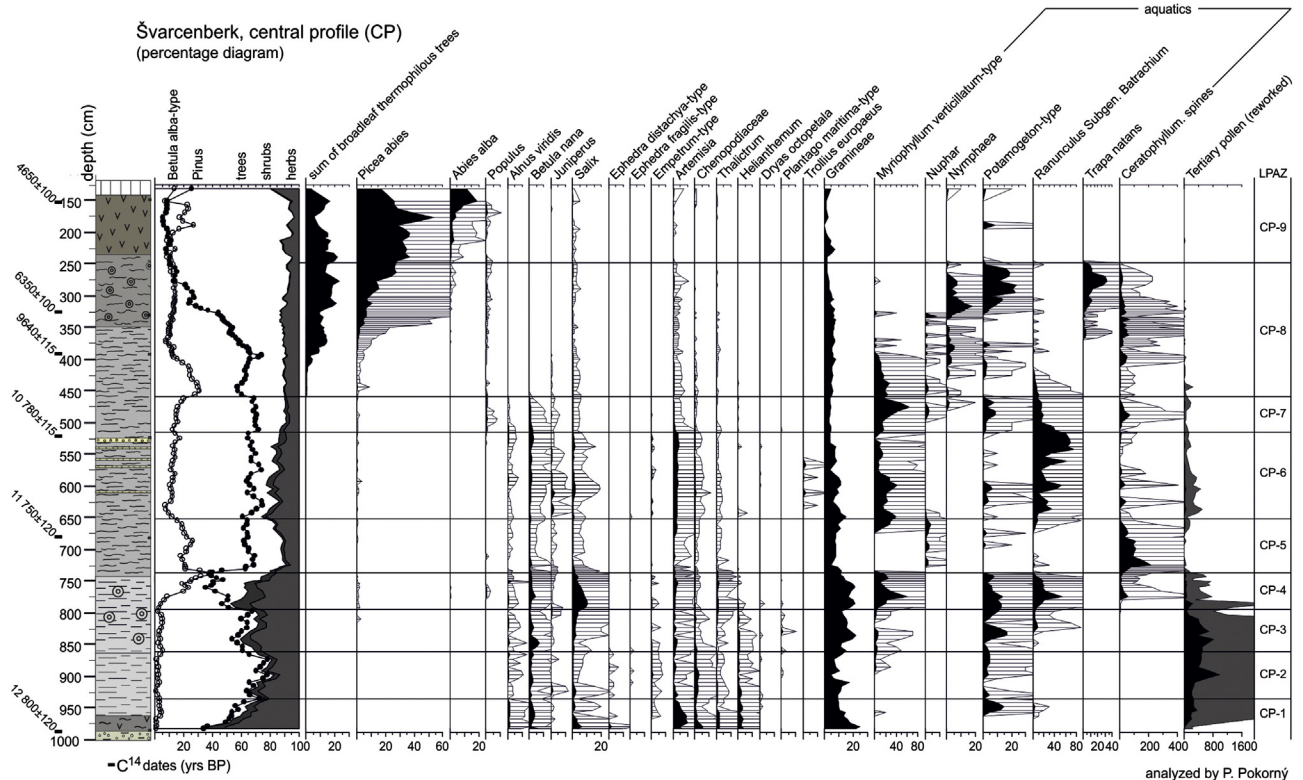 Švarcenberk, central profile (CP)
(percentage diagram)
aquatics
depth (cm)
Betula alba-type
Pinus
trees
shrubs
herbs
sum of broadleaf thermophilous trees
Picea abies
Abies alba
Populus
Alnus viridis
Betula nana
Juniperus
Salix
Ephedra distachya-type
Ephedra fragilis-type
Empetrum-type
Artemisia
Chenopodiaceae
Thalictrum
Helianthemum
Dryas octopetala
Plantago maritima-type
Trollius europaeus
Gramineae
Myriophyllum verticillatum-type
Nuphar
Nymphaea
Potamogeton-type
Ranunculus Subgen. Batrachium
Trapa natans
Ceratophyllum. spines
Tertiary pollen (reworked)
LPAZ
4650±100
6350±100
9640±115
10 780±115
11 750±120
12 800±120
150
200
250
300
350
400
450
500
550
600
650
700
750
800
850
900
950
1000
CP-9
CP-8
CP-7
CP-6
CP-5
CP-4
CP-3
CP-2
CP-1
20 40 60 80 100 20 20 40 60 20 20 20 40 80 20 40 80 20 40 200 400 800 1600
C14 dates (yrs BP)
analyzed by P. Pokorný